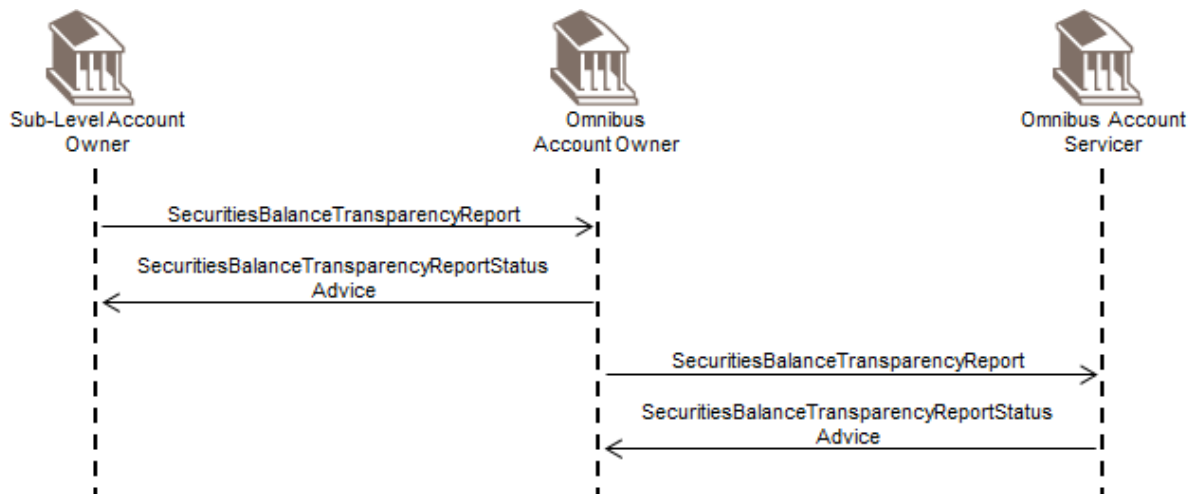 Sub-Level Account
Owner
Omnibus
Account Owner
Omnibus Account
Servicer
SecuritiesBalanceTransparencyReport
SecuritiesBalanceTransparencyReportStatus
Advice
SecuritiesBalanceTransparencyReport
SecuritiesBalanceTransparencyReportStatus
Advice